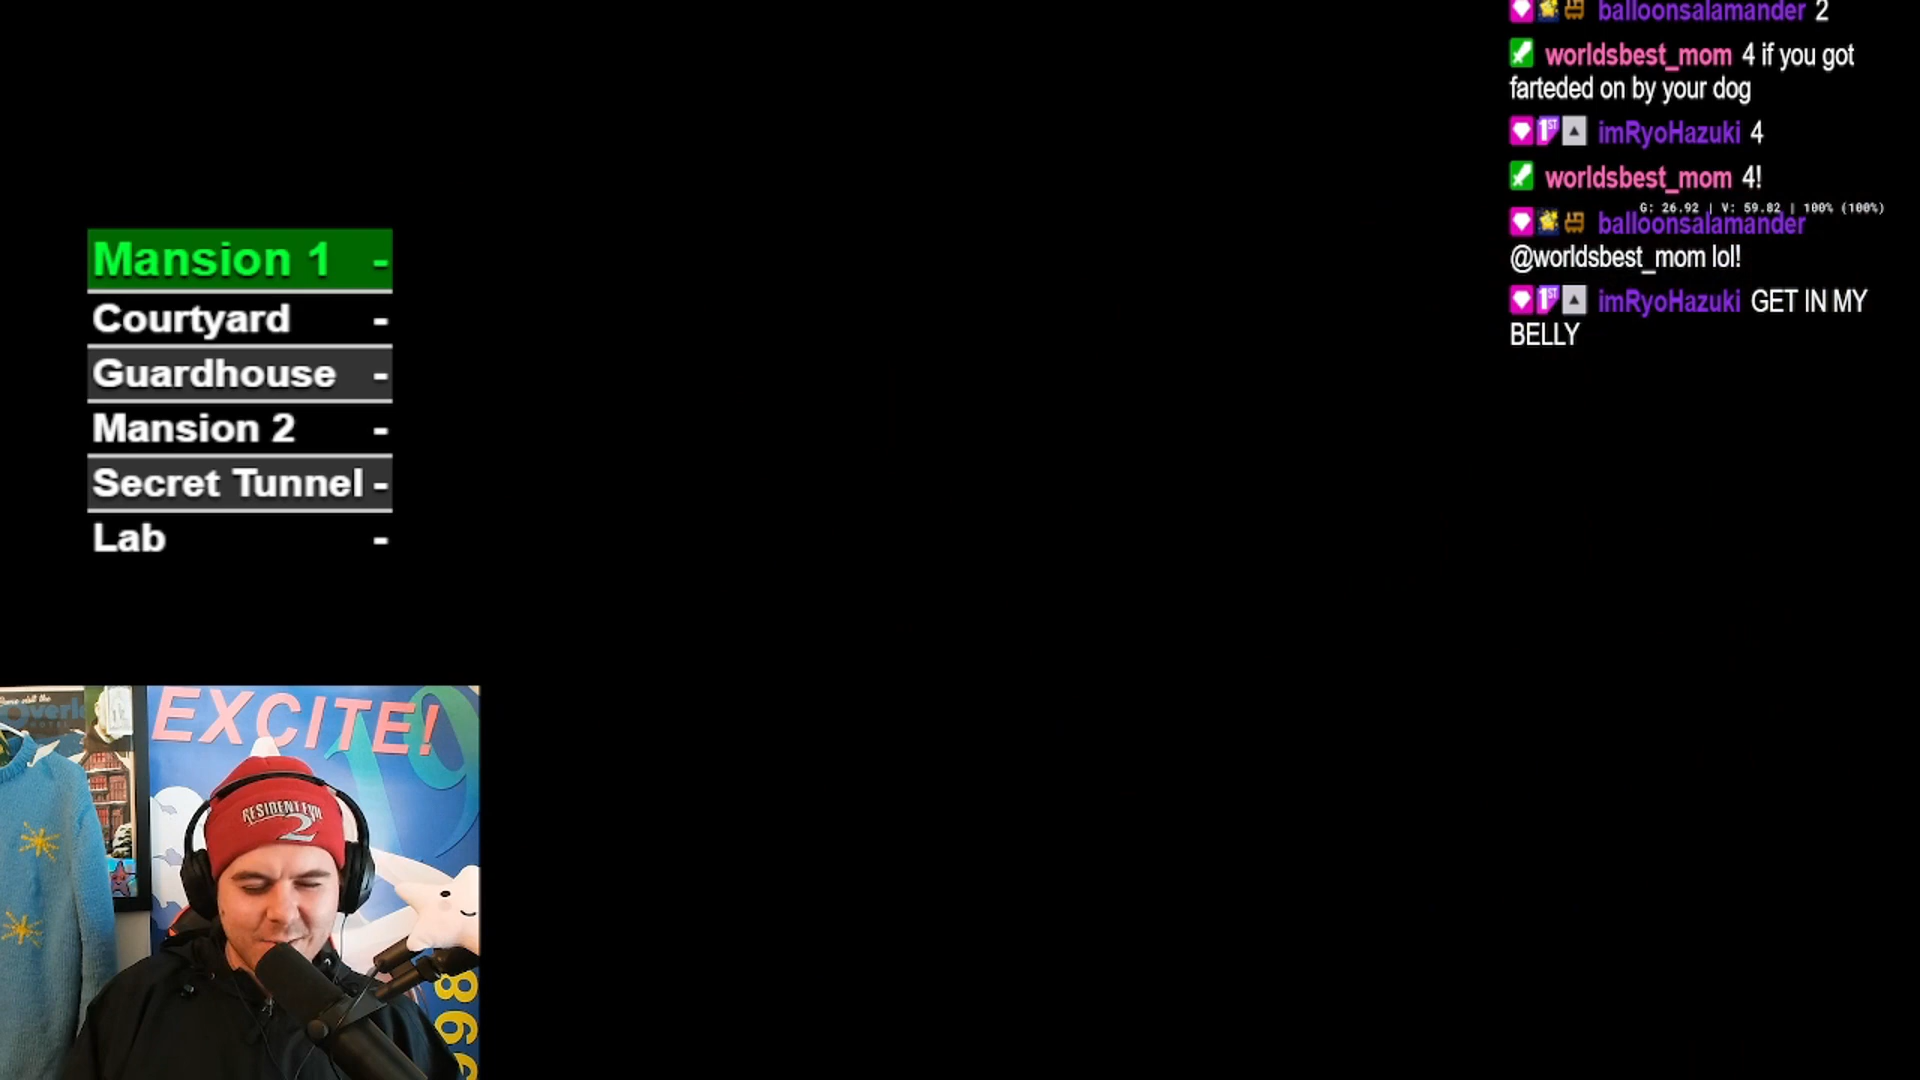 balloonsalamander 2
worldsbest_mom 4 if you got
farteded on by your dog
imRyoHazuki 4
worldsbest_mom 4!
G: 26.92 | V: 59.82 | 100% (100%)
balloonsalamander
@worldsbest_mom lol!
imRyoHazuki GET IN MY
BELLY
Mansion 1 -
Courtyard -
Guardhouse -
Mansion 2 -
Secret Tunnel -
Lab -
EXCITE!
19
RESIDENT EVIL
2
98